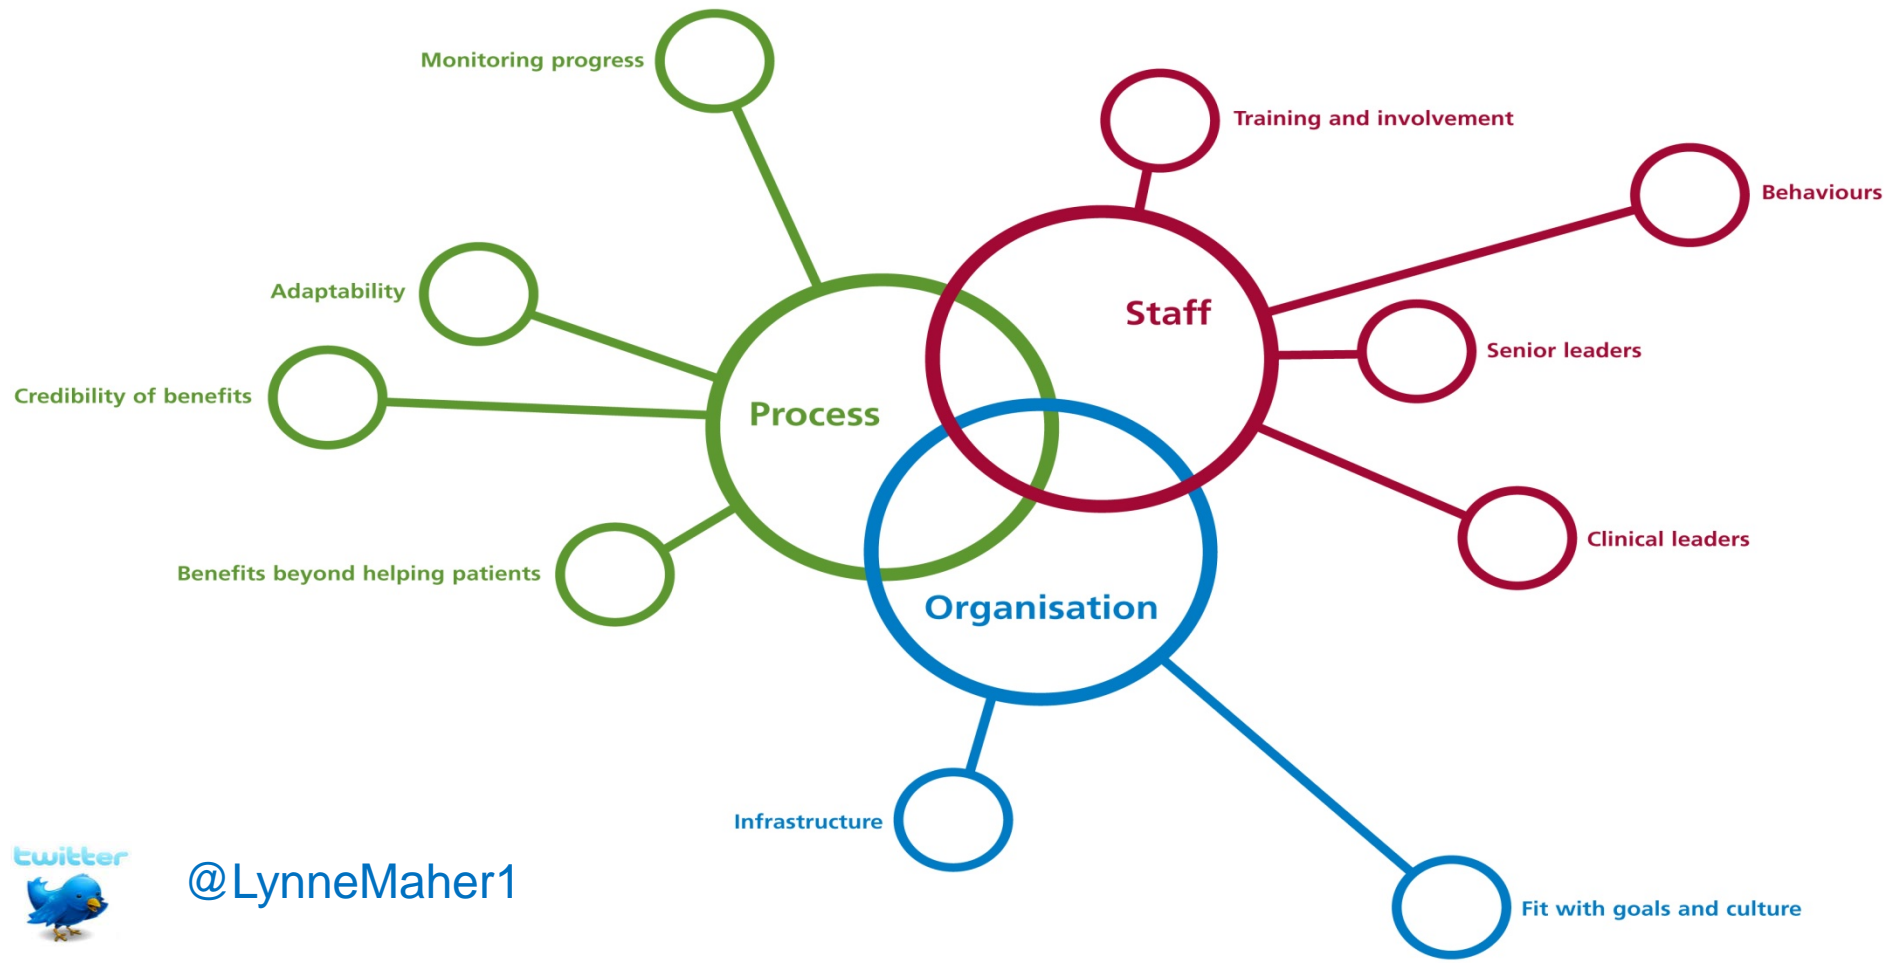 Monitoring progress
Training and involvement
Behaviours
Adaptability
Staff
Senior leaders
Credibility of benefits
Process
Clinical leaders
Benefits beyond helping patients
Organisation
Infrastructure
twitter
@LynneMaher1
Fit with goals and culture